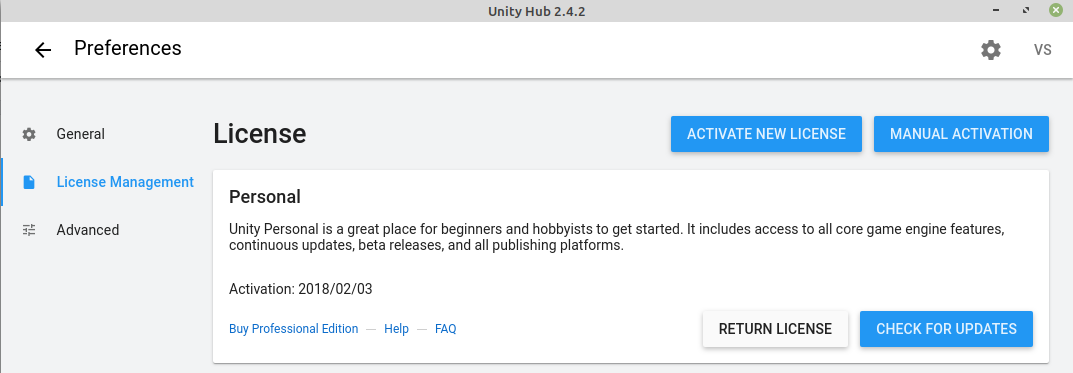 Unity Hub 2.4.2
Preferences
VS
General
License Management
Advanced
License
ACTIVATE NEW LICENSE
MANUAL ACTIVATION
Personal
Unity Personal is a great place for beginners and hobbyists to get started. It includes access to all core game engine features,
continuous updates, beta releases, and all publishing platforms.
Activation: 2018/02/03
Buy Professional Edition — Help — FAQ
RETURN LICENSE
CHECK FOR UPDATES